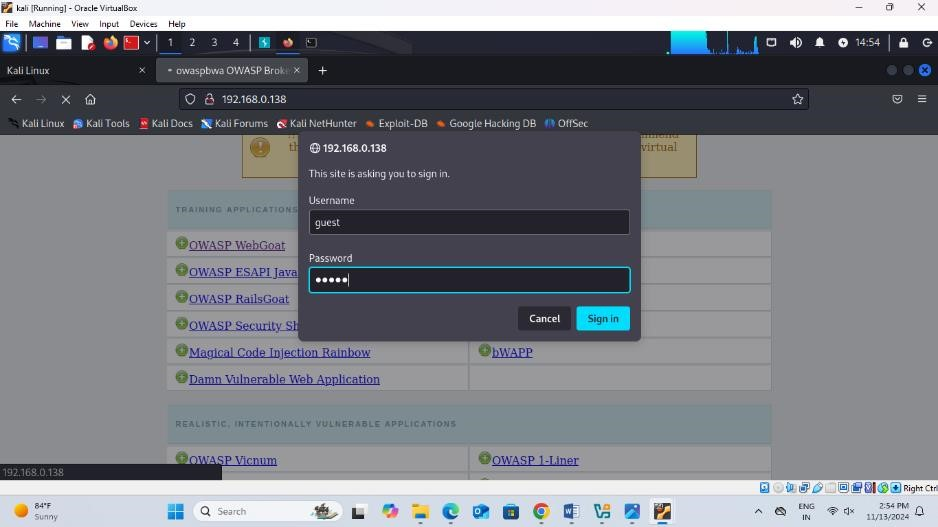 kali [Running] - Oracle VirtualBox
File Machine View Input Devices Help
1 2 3 4 14:54
Kali Linux × owaspbwa OWASP Broke × +
192.168.0.138
Kali Linux Kali Tools Kali Docs Kali Forums Kali NetHunter Exploit-DB Google Hacking DB OffSec
th mmend
virtual
192.168.0.138
This site is asking you to sign in.
Username
guest
Password
•••••
Cancel Sign in
TRAINING APPLICATIONS
OWASP WebGoat
OWASP ESAPI Java
OWASP RailsGoat
OWASP Security Sh
Magical Code Injection Rainbow bWAPP
Damn Vulnerable Web Application
REALISTIC, INTENTIONALLY VULNERABLE APPLICATIONS
OWASP Vicnum OWASP 1-Liner
192.168.0.138
Right Ctrl
84°F
Sunny
Search
ENG
IN
2:54 PM
11/13/2024